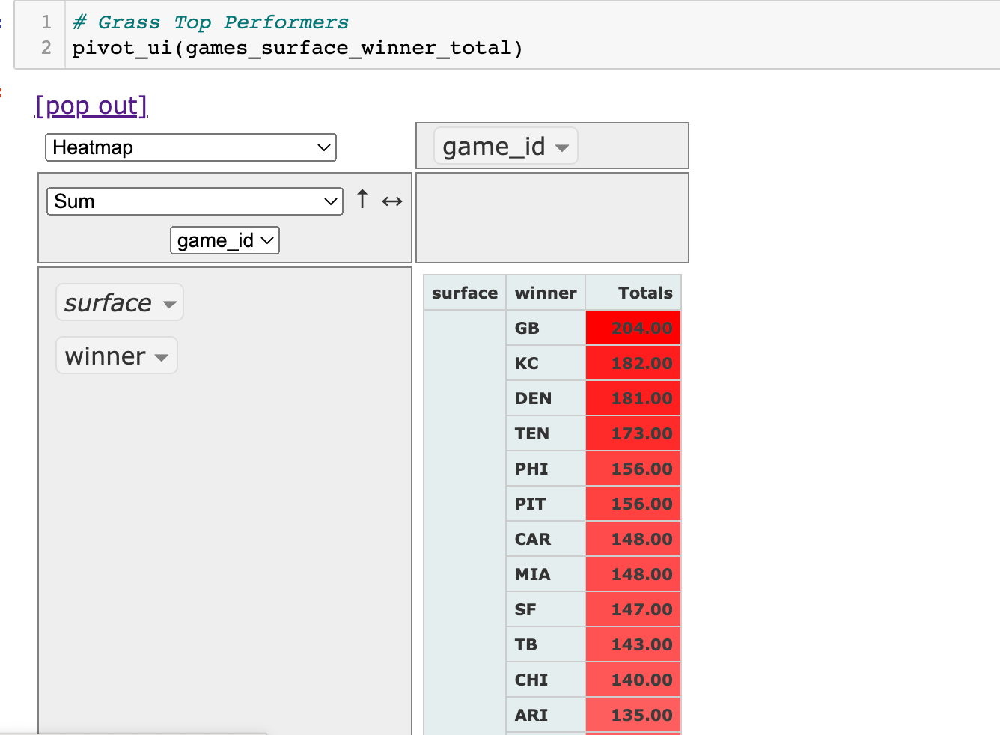 1 # Grass Top Performers
2 pivot_ui(games_surface_winner_total)
[pop out]
Heatmap
game_id
Sum ↑ ↔
game_id
surface
winner
surface winner Totals
GB 204.00
KC 182.00
DEN 181.00
TEN 173.00
PHI 156.00
PIT 156.00
CAR 148.00
MIA 148.00
SF 147.00
TB 143.00
CHI 140.00
ARI 135.00